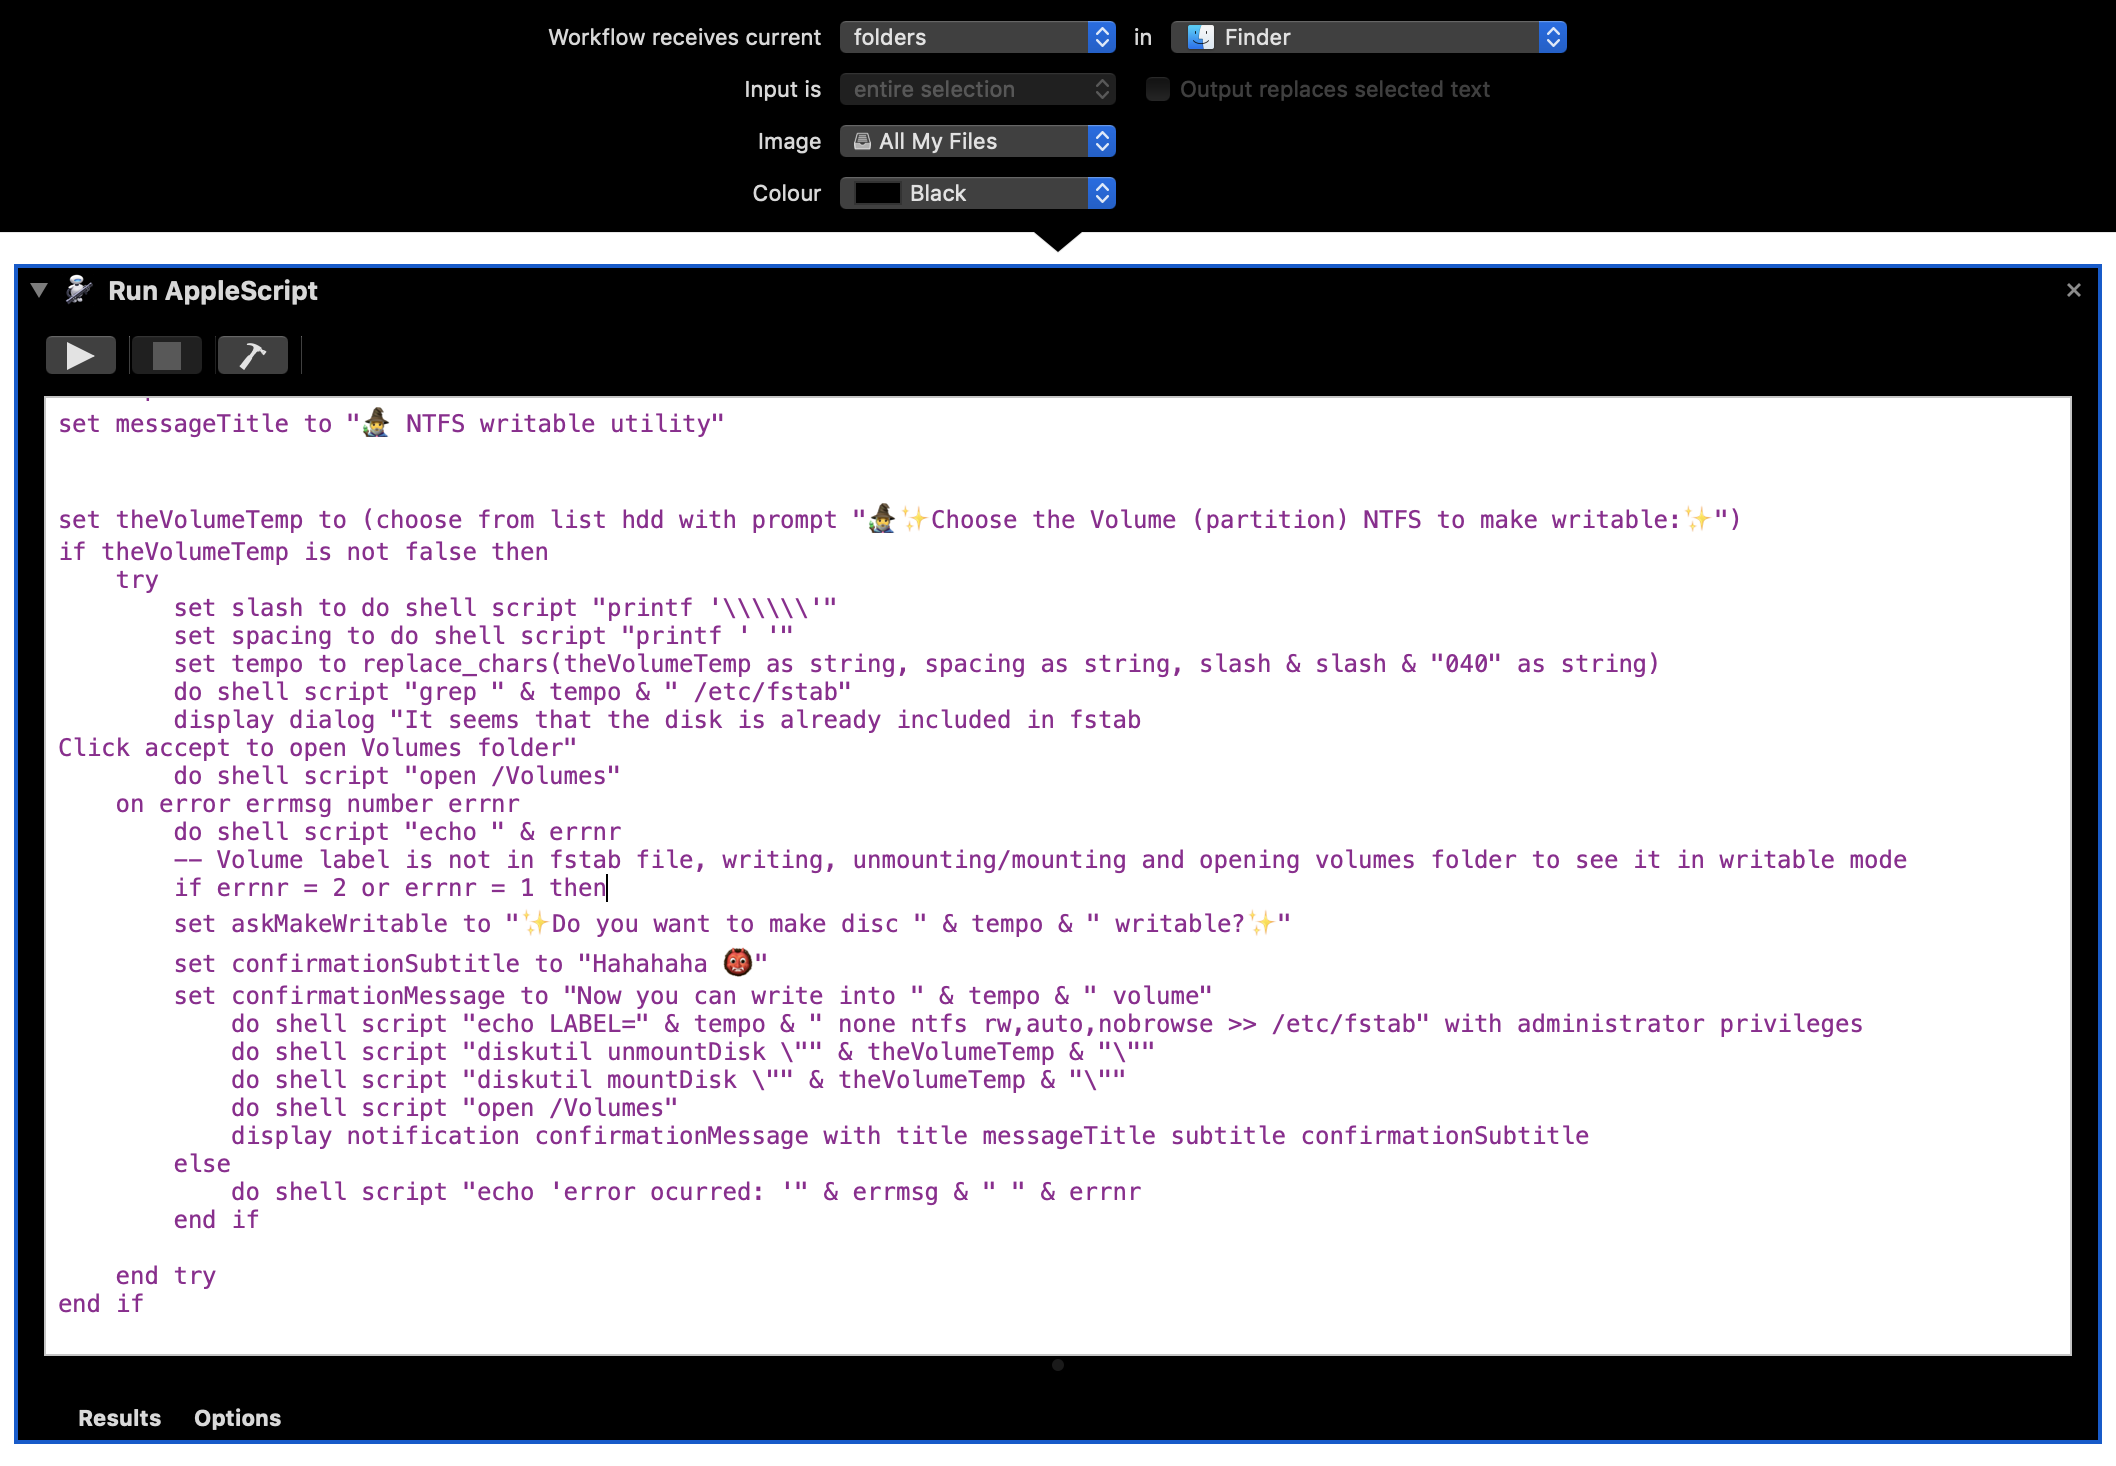 Workflow receives current folders in Finder
Input is entire selection Output replaces selected text
Image All My Files
Colour Black
Run AppleScript
set messageTitle to "🧙‍♂️ NTFS writable utility"
set theVolumeTemp to (choose from list hdd with prompt "🧙‍♂️✨Choose the Volume (partition) NTFS to make writable:✨")
if theVolumeTemp is not false then
try
set slash to do shell script "printf '\\\\\\'"
set spacing to do shell script "printf ' '"
set tempo to replace_chars(theVolumeTemp as string, spacing as string, slash & slash & "040" as string)
do shell script "grep " & tempo & " /etc/fstab"
display dialog "It seems that the disk is already included in fstab
Click accept to open Volumes folder"
do shell script "open /Volumes"
on error errmsg number errnr
do shell script "echo " & errnr
-- Volume label is not in fstab file, writing, unmounting/mounting and opening volumes folder to see it in writable mode
if errnr = 2 or errnr = 1 then
set askMakeWritable to "✨Do you want to make disc " & tempo & " writable?✨"
set confirmationSubtitle to "Hahahaha 👹"
set confirmationMessage to "Now you can write into " & tempo & " volume"
do shell script "echo LABEL=" & tempo & " none ntfs rw,auto,nobrowse >> /etc/fstab" with administrator privileges
do shell script "diskutil unmountDisk \"" & theVolumeTemp & "\""
do shell script "diskutil mountDisk \"" & theVolumeTemp & "\""
do shell script "open /Volumes"
display notification confirmationMessage with title messageTitle subtitle confirmationSubtitle
else
do shell script "echo 'error ocurred: '" & errmsg & " " & errnr
end if
end try
end if
Results Options